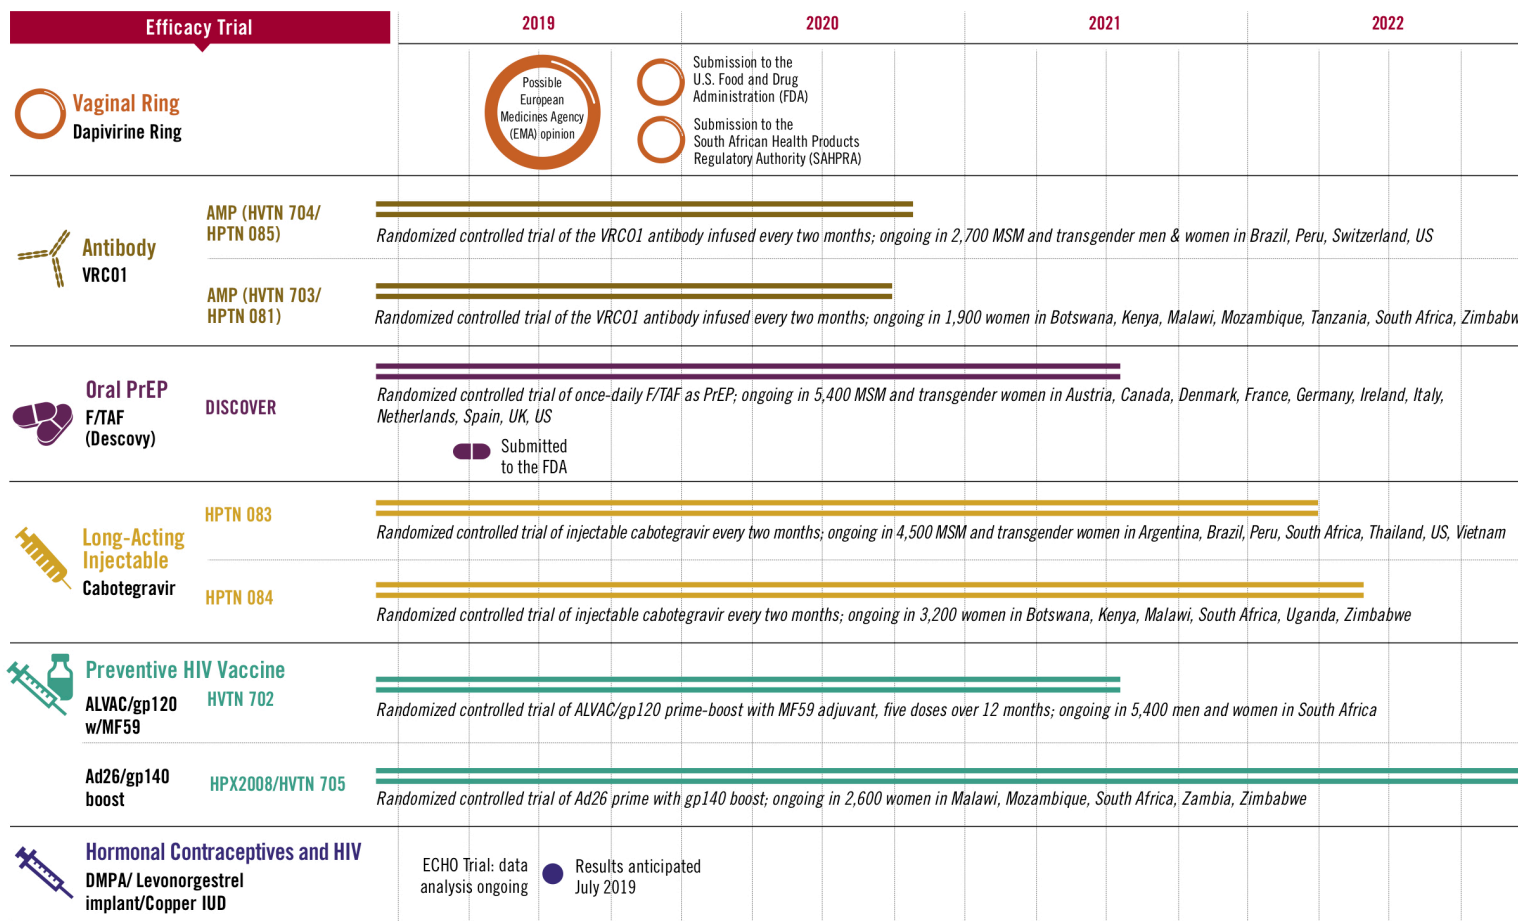 Efficacy Trial
2019
2020
2021
2022
Vaginal Ring
Dapivirine Ring
Possible
European
Medicines Agency
(EMA) opinion
Submission to the
U.S. Food and Drug
Administration (FDA)
Submission to the
South African Health Products
Regulatory Authority (SAHPRA)
Antibody
VRC01
AMP (HVTN 704/
HPTN 085)
Randomized controlled trial of the VRC01 antibody infused every two months; ongoing in 2,700 MSM and transgender men & women in Brazil, Peru, Switzerland, US
AMP (HVTN 703/
HPTN 081)
Randomized controlled trial of the VRC01 antibody infused every two months; ongoing in 1,900 women in Botswana, Kenya, Malawi, Mozambique, Tanzania, South Africa, Zimbabw
Oral PrEP
F/TAF
(Descovy)
DISCOVER
Randomized controlled trial of once-daily F/TAF as PrEP; ongoing in 5,400 MSM and transgender women in Austria, Canada, Denmark, France, Germany, Ireland, Italy,
Netherlands, Spain, UK, US
Submitted
to the FDA
Long-Acting
Injectable
Cabotegravir
HPTN 083
Randomized controlled trial of injectable cabotegravir every two months; ongoing in 4,500 MSM and transgender women in Argentina, Brazil, Peru, South Africa, Thailand, US, Vietnam
HPTN 084
Randomized controlled trial of injectable cabotegravir every two months; ongoing in 3,200 women in Botswana, Kenya, Malawi, South Africa, Uganda, Zimbabwe
Preventive HIV Vaccine
ALVAC/gp120
w/MF59
HVTN 702
Randomized controlled trial of ALVAC/gp120 prime-boost with MF59 adjuvant, five doses over 12 months; ongoing in 5,400 men and women in South Africa
Ad26/gp140
boost
HPX2008/HVTN 705
Randomized controlled trial of Ad26 prime with gp140 boost; ongoing in 2,600 women in Malawi, Mozambique, South Africa, Zambia, Zimbabwe
Hormonal Contraceptives and HIV
DMPA/ Levonorgestrel
implant/Copper IUD
ECHO Trial: data
analysis ongoing
Results anticipated
July 2019